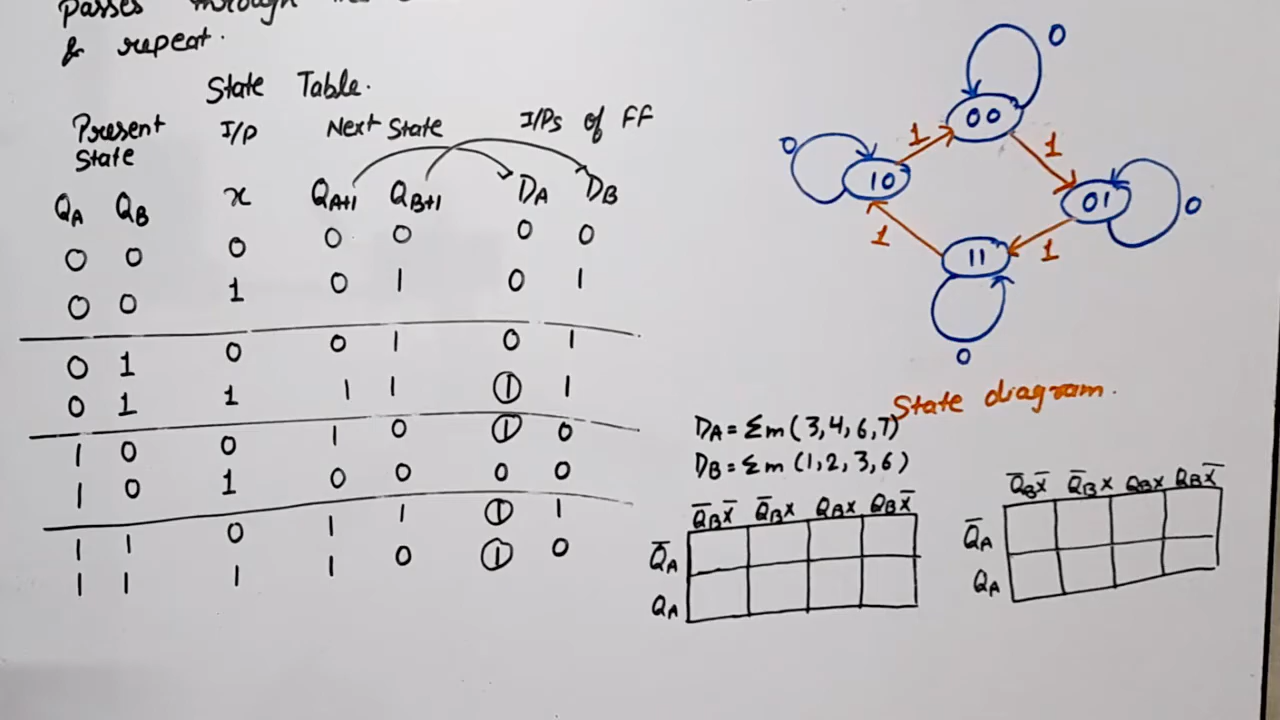 passes through the
& repeat.
State Table.
Present State I/P Next State I/Ps of FF
QA QB x QA+1 QB+1 DA DB
0 0 0 0 0 0 0
0 0 1 0 1 0 1
0 1 0 0 1 0 1
0 1 1 1 1 1 1
1 0 0 1 0 1 0
1 0 1 0 0 0 0
1 1 0 1 1 1 1
1 1 1 1 0 1 0
0
00
1 1
0 10 01 0
1 1
11
0
State diagram.
DA = Σm(3,4,6,7)
DB = Σm(1,2,3,6)
Q̅Bx̅ Q̅Bx QBx QBx̅
Q̅A
QA
Q̅Bx̅ Q̅Bx QBx QBx̅
Q̅A
QA